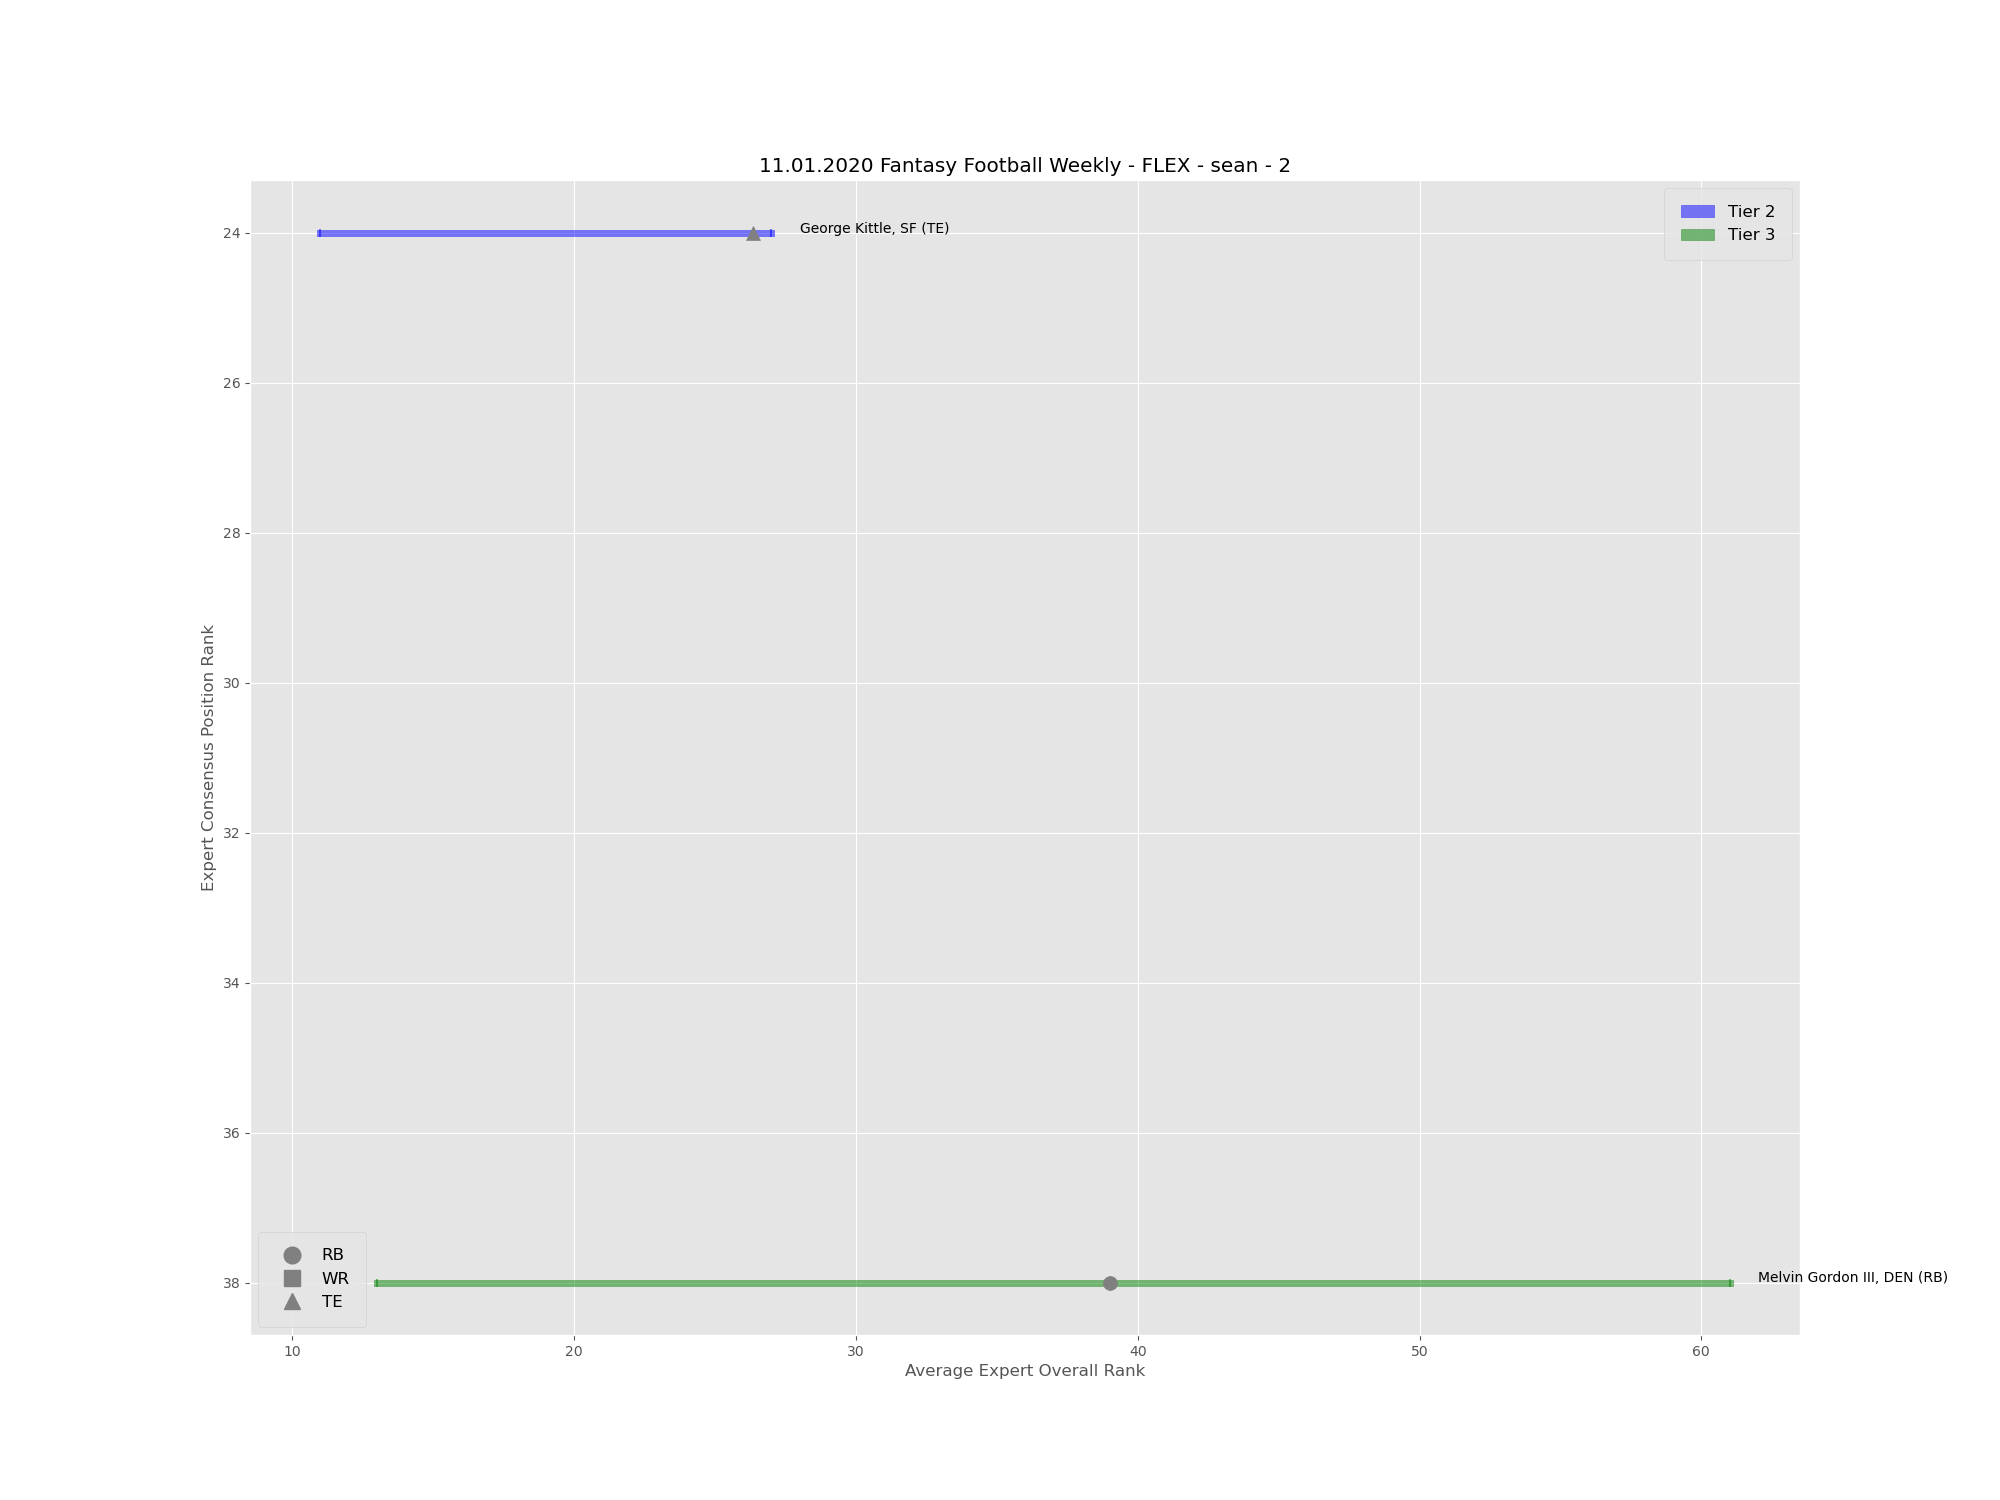 11.01.2020 Fantasy Football Weekly - FLEX - sean - 2
George Kittle, SF (TE)
Tier 2
Tier 3
24
26
28
30
32
34
36
38
Expert Consensus Position Rank
RB
WR
TE
Melvin Gordon III, DEN (RB)
10
20
30
40
50
60
Average Expert Overall Rank